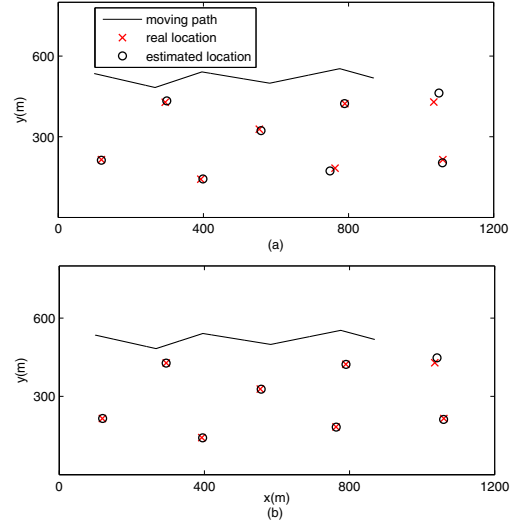 moving path
real location
estimated location
600
300
y(m)
0
400
800
1200
(a)
600
300
y(m)
0
400
800
1200
x(m)
(b)